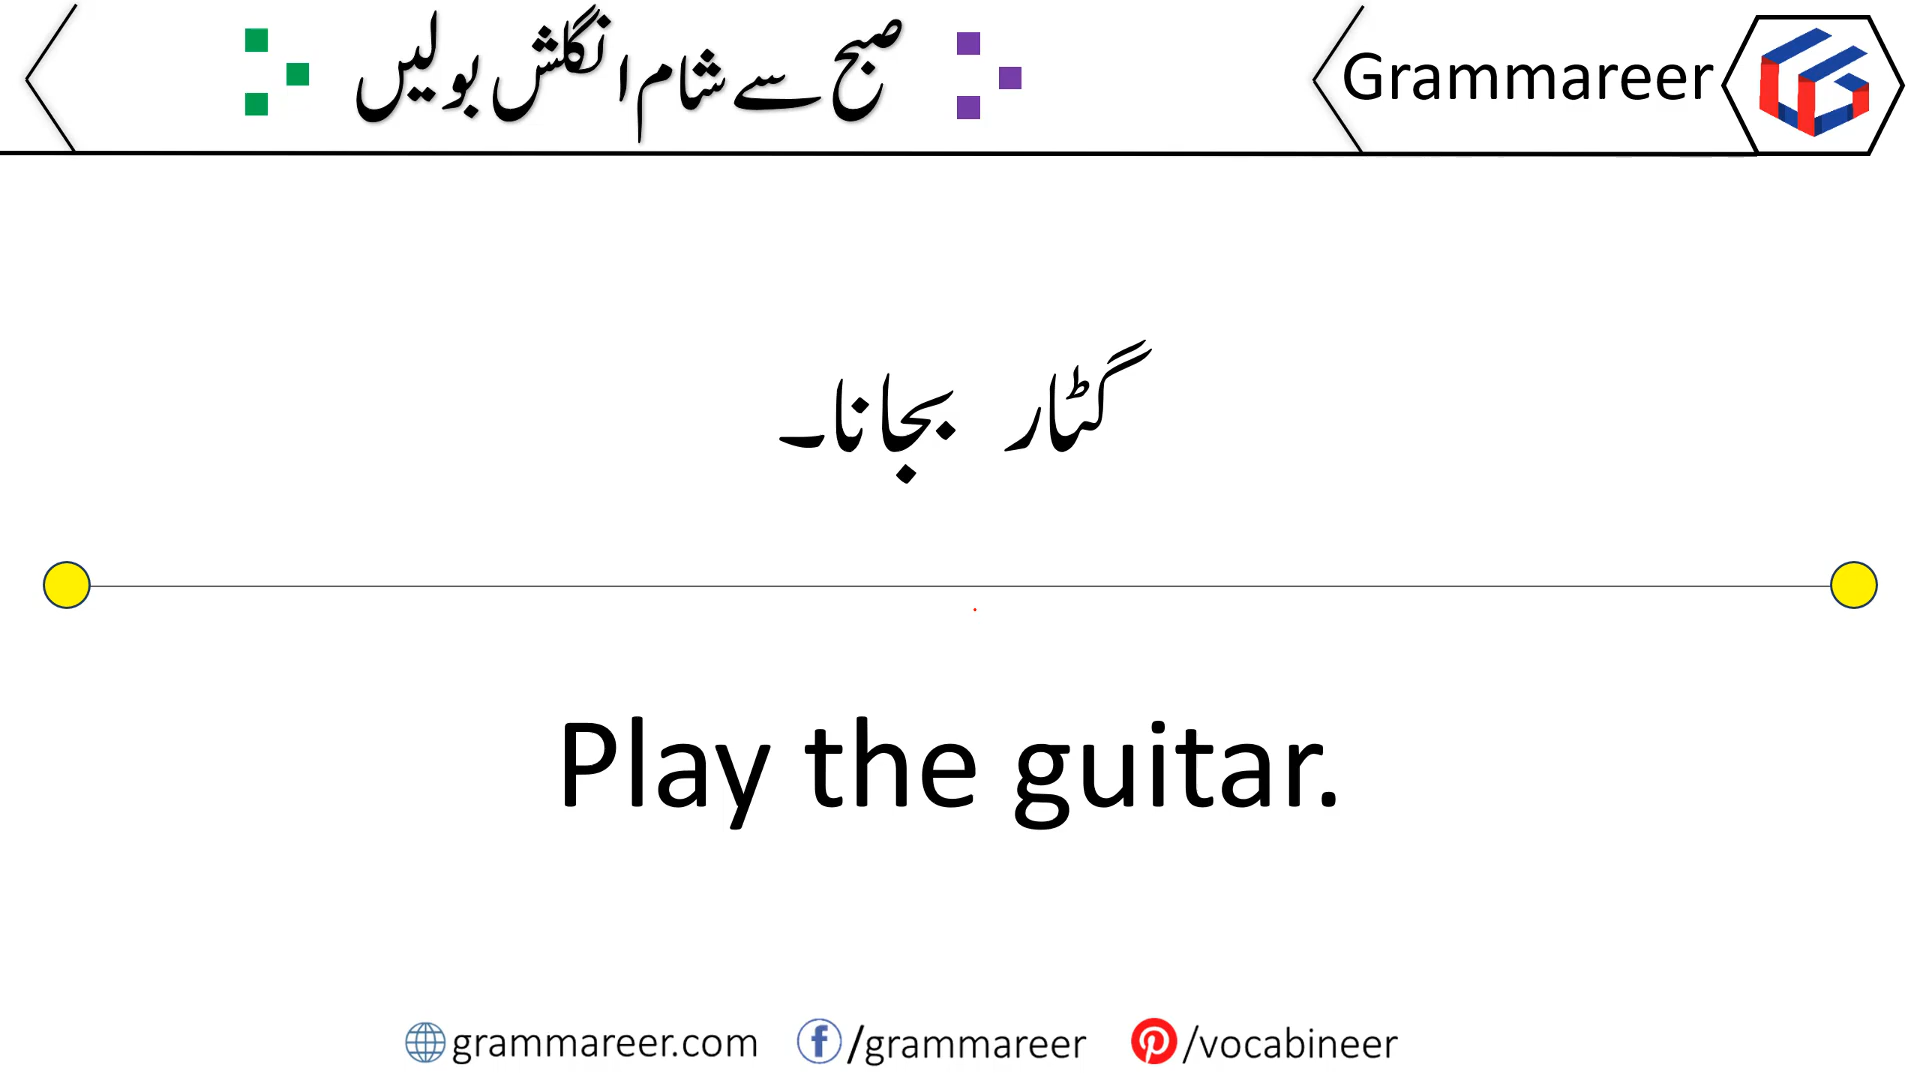 صبح سے شام انگلش بولیں
Grammareer
گٹار بجانا۔
Play the guitar.
grammareer.com /grammareer /vocabineer